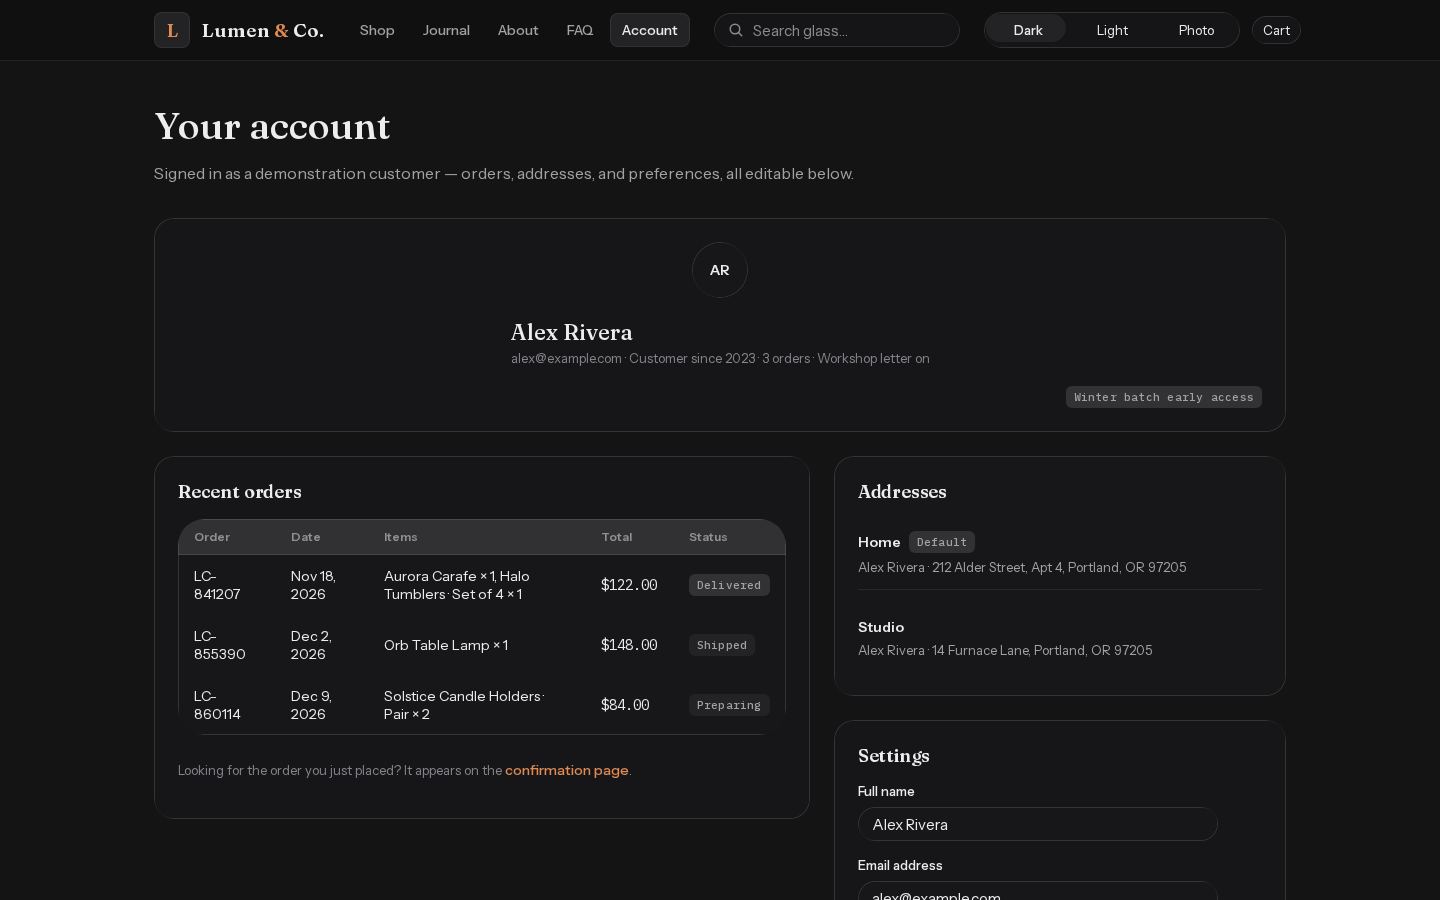 L Lumen & Co. Shop Journal About FAQ Account Search glass... Dark Light Photo Cart
Your account
Signed in as a demonstration customer — orders, addresses, and preferences, all editable below.
AR
Alex Rivera
alex@example.com · Customer since 2023 · 3 orders · Workshop letter on
Winter batch early access
Recent orders
Order Date Items Total Status
LC-841207 Nov 18, 2026 Aurora Carafe × 1, Halo Tumblers · Set of 4 × 1 $122.00 Delivered
LC-855390 Dec 2, 2026 Orb Table Lamp × 1 $148.00 Shipped
LC-860114 Dec 9, 2026 Solstice Candle Holders · Pair × 2 $84.00 Preparing
Looking for the order you just placed? It appears on the confirmation page.
Addresses
Home Default
Alex Rivera · 212 Alder Street, Apt 4, Portland, OR 97205
Studio
Alex Rivera · 14 Furnace Lane, Portland, OR 97205
Settings
Full name
Alex Rivera
Email address
alex@example.com